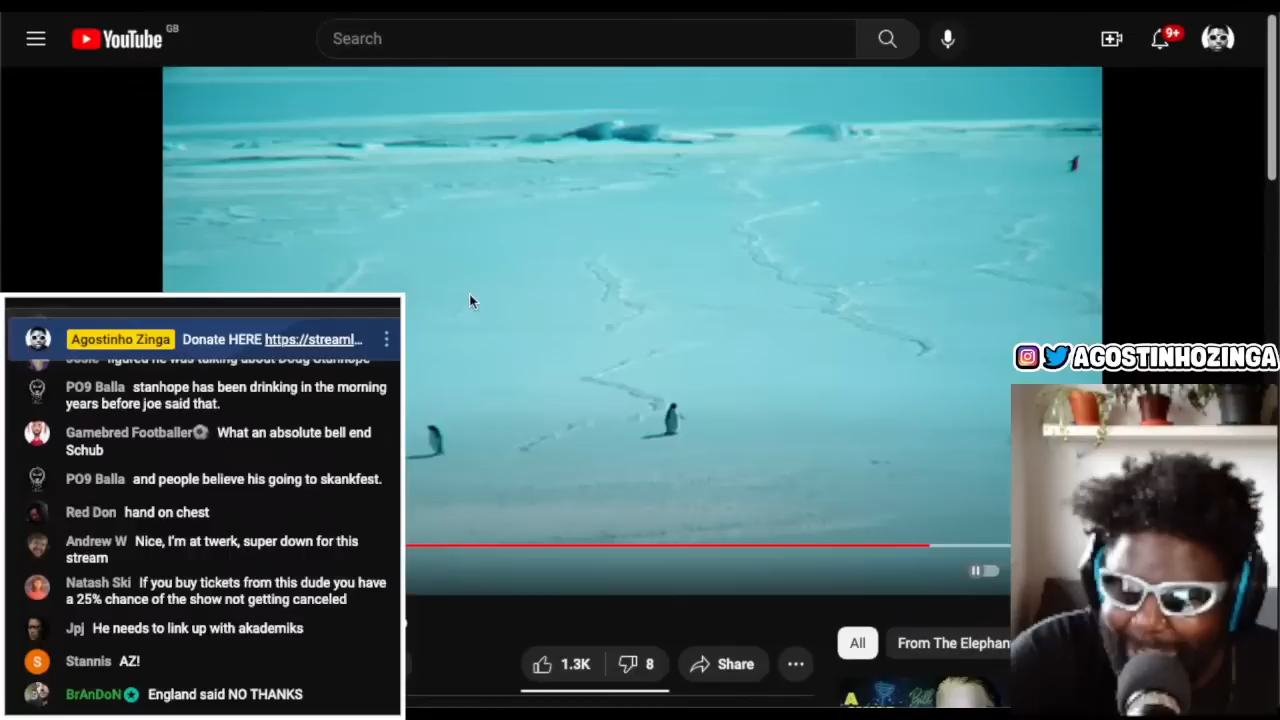 YouTube GB
Search
9+
Agostinho Zinga Donate HERE https://streaml...
figured he was talking about Doug Stanhope
PO9 Balla stanhope has been drinking in the morning
years before joe said that.
Gamebred Footballer What an absolute bell end
Schub
PO9 Balla and people believe his going to skankfest.
Red Don hand on chest
Andrew W Nice, I'm at twerk, super down for this
stream
Natash Ski If you buy tickets from this dude you have
a 25% chance of the show not getting canceled
Jpj He needs to link up with akademiks
S Stannis AZ!
BrAnDoN England said NO THANKS
AGOSTINHOZINGA
1.3K
8
Share
All
From The Elephan